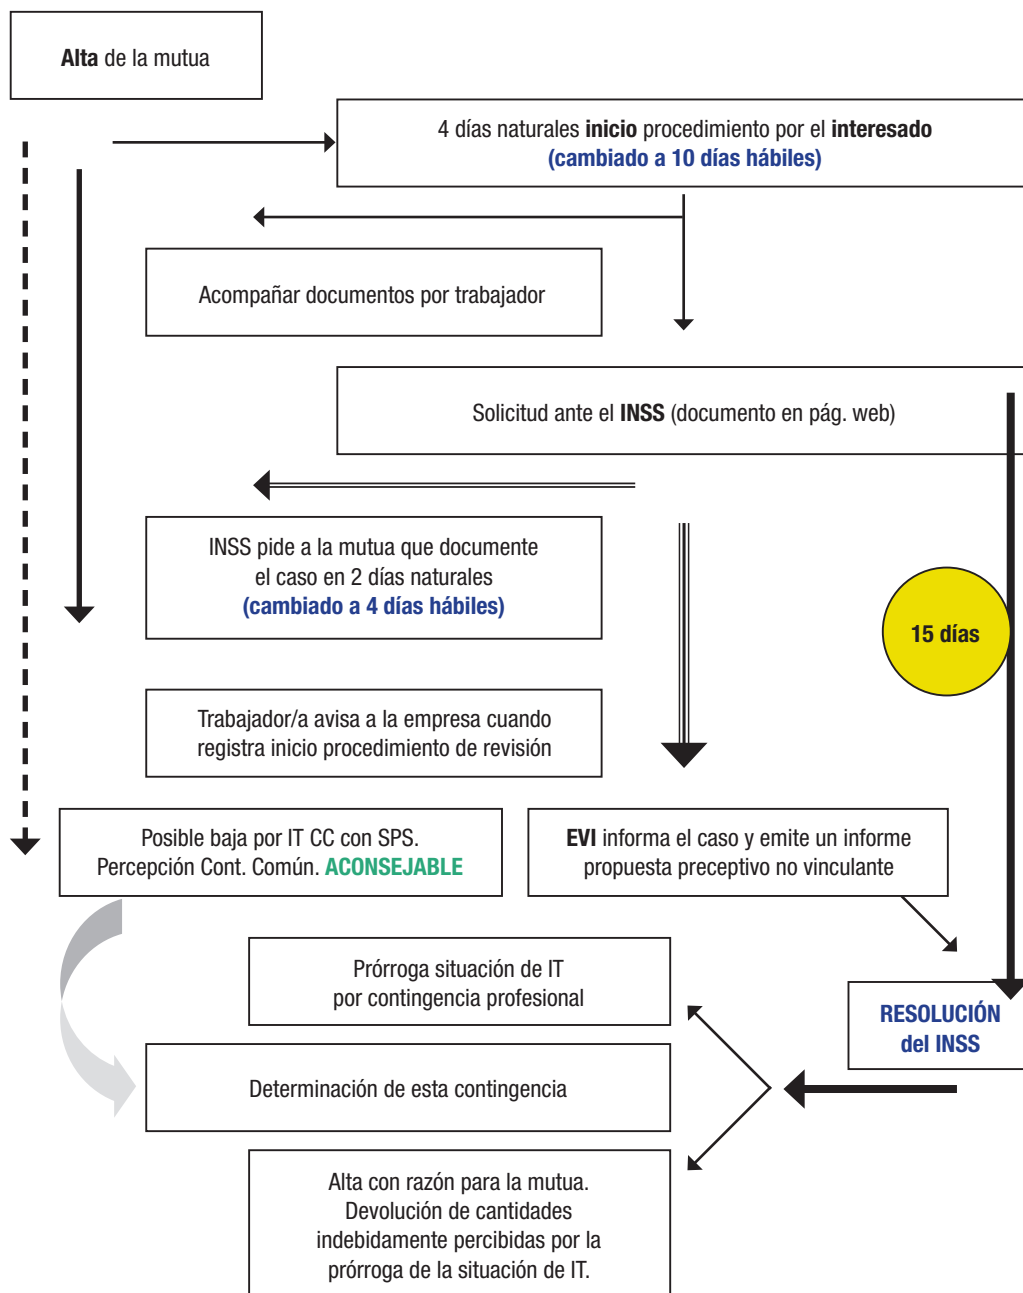 Alta de la mutua
4 días naturales inicio procedimiento por el interesado
(cambiado a 10 días hábiles)
Acompañar documentos por trabajador
Solicitud ante el INSS (documento en pág. web)
INSS pide a la mutua que documente
el caso en 2 días naturales
(cambiado a 4 días hábiles)
15 días
Trabajador/a avisa a la empresa cuando
registra inicio procedimiento de revisión
Posible baja por IT CC con SPS.
Percepción Cont. Común. ACONSEJABLE
EVI informa el caso y emite un informe
propuesta preceptivo no vinculante
Prórroga situación de IT
por contingencia profesional
RESOLUCIÓN
del INSS
Determinación de esta contingencia
Alta con razón para la mutua.
Devolución de cantidades
indebidamente percibidas por la
prórroga de la situación de IT.